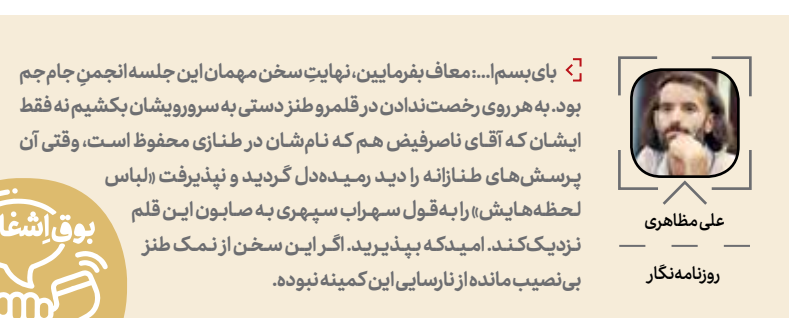 بای بسم‌ا...: معاف بفرمایین، نهایتِ سخن مهمان این جلسه انجمنِ جام‌جم
بود. به هر روی رخصت ندادن در قلمرو طنز دستی به سر و رویشان بکشیم نه فقط
ایشان که آقای ناصرفیض هم که نام‌شان در طنازی محفوظ است، وقتی آن
پرسش‌های طنازانه را دید رمیده‌دل گردید و نپذیرفت «لباس
لحظه‌هایش» را به‌قول سهراب سپهری به صابون این قلم
نزدیک‌کند. امیدکه بپذیرید. اگر این سخن از نمک طنز
بی‌نصیب مانده از نارسایی این کمینه نبوده.
علی مظاهری
روزنامه‌نگار
بوق اِشغا